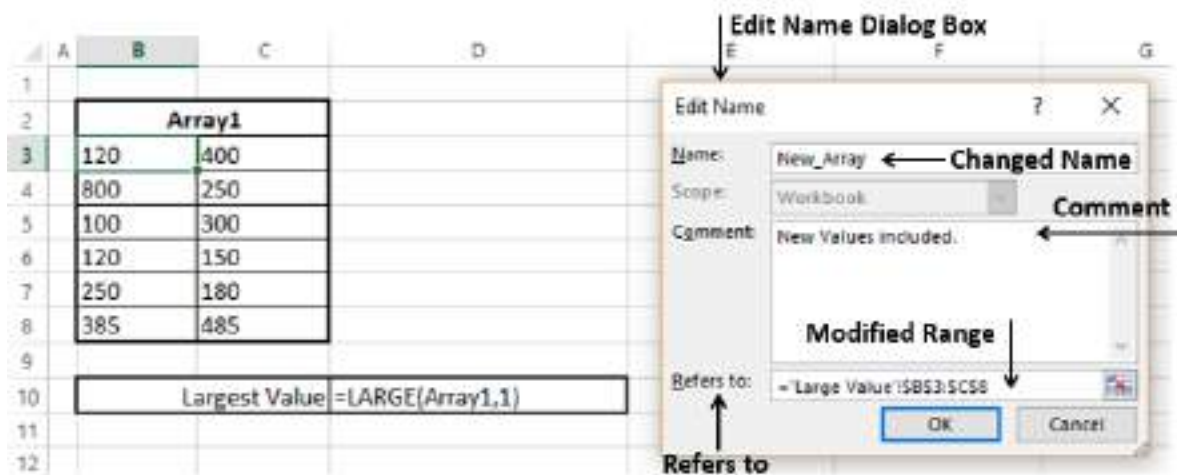 Edit Name Dialog Box
A B C D E F G
1
2 Array1
3 120 400
4 800 250
5 100 300
6 120 150
7 250 180
8 385 485
9
10 Largest Value =LARGE(Array1,1)
11
12
Edit Name ? ×
Name: New_Array Changed Name
Scope: Workbook
Comment
Comment: New Values included.
Modified Range
Refers to: ='Large Value'!$B$3:$C$8
OK Cancel
Refers to